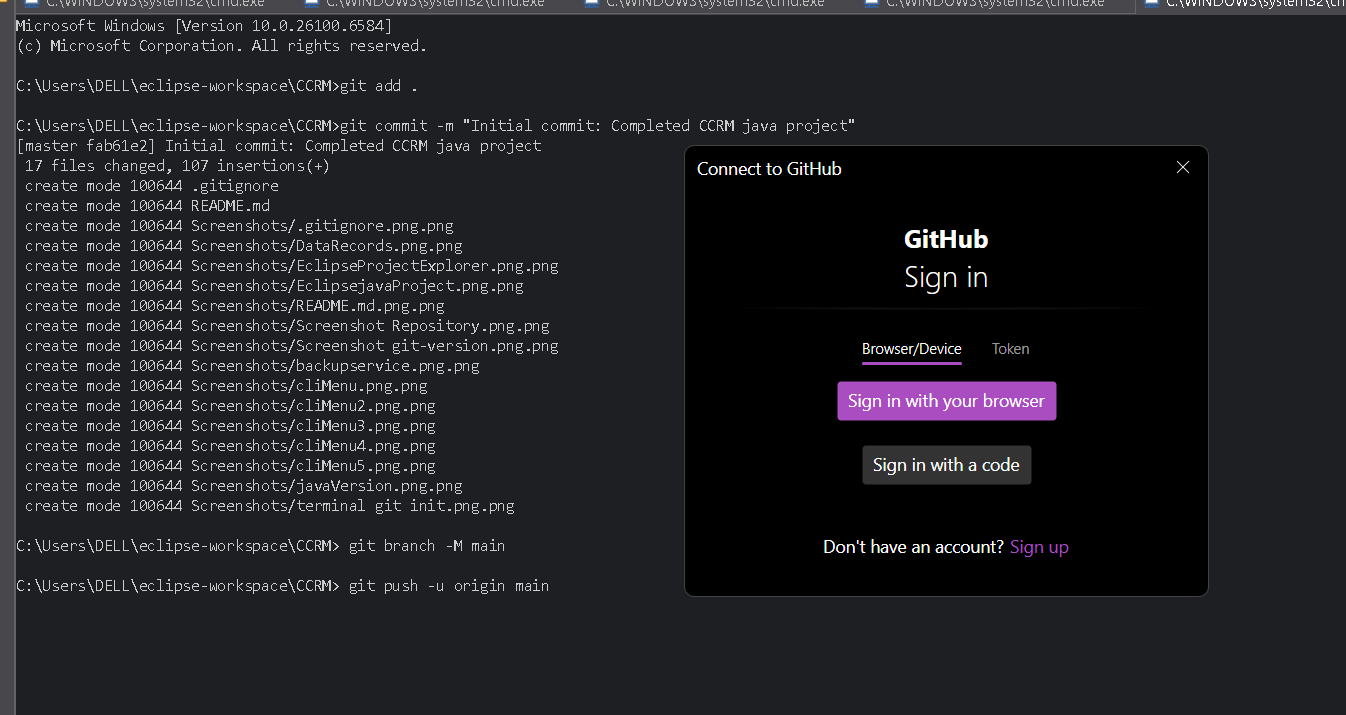 C:\WINDOWS\system32\cmd.exe C:\WINDOWS\system32\cmd.exe C:\WINDOWS\system32\cmd.exe C:\WINDOWS\system32\cmd.exe
Microsoft Windows [Version 10.0.26100.6584]
(c) Microsoft Corporation. All rights reserved.
C:\Users\DELL\eclipse-workspace\CCRM>git add .
C:\Users\DELL\eclipse-workspace\CCRM>git commit -m "Initial commit: Completed CCRM java project"
[master fab61e2] Initial commit: Completed CCRM java project
17 files changed, 107 insertions(+)
create mode 100644 .gitignore
create mode 100644 README.md
create mode 100644 Screenshots/.gitignore.png.png
create mode 100644 Screenshots/DataRecords.png.png
create mode 100644 Screenshots/EclipseProjectExplorer.png.png
create mode 100644 Screenshots/EclipsejavaProject.png.png
create mode 100644 Screenshots/README.md.png.png
create mode 100644 Screenshots/Screenshot Repository.png.png
create mode 100644 Screenshots/Screenshot git-version.png.png
create mode 100644 Screenshots/backupservice.png.png
create mode 100644 Screenshots/cliMenu.png.png
create mode 100644 Screenshots/cliMenu2.png.png
create mode 100644 Screenshots/cliMenu3.png.png
create mode 100644 Screenshots/cliMenu4.png.png
create mode 100644 Screenshots/cliMenu5.png.png
create mode 100644 Screenshots/javaVersion.png.png
create mode 100644 Screenshots/terminal git init.png.png
C:\Users\DELL\eclipse-workspace\CCRM> git branch -M main
C:\Users\DELL\eclipse-workspace\CCRM> git push -u origin main
Connect to GitHub
GitHub
Sign in
Browser/Device Token
Sign in with your browser
Sign in with a code
Don't have an account? Sign up